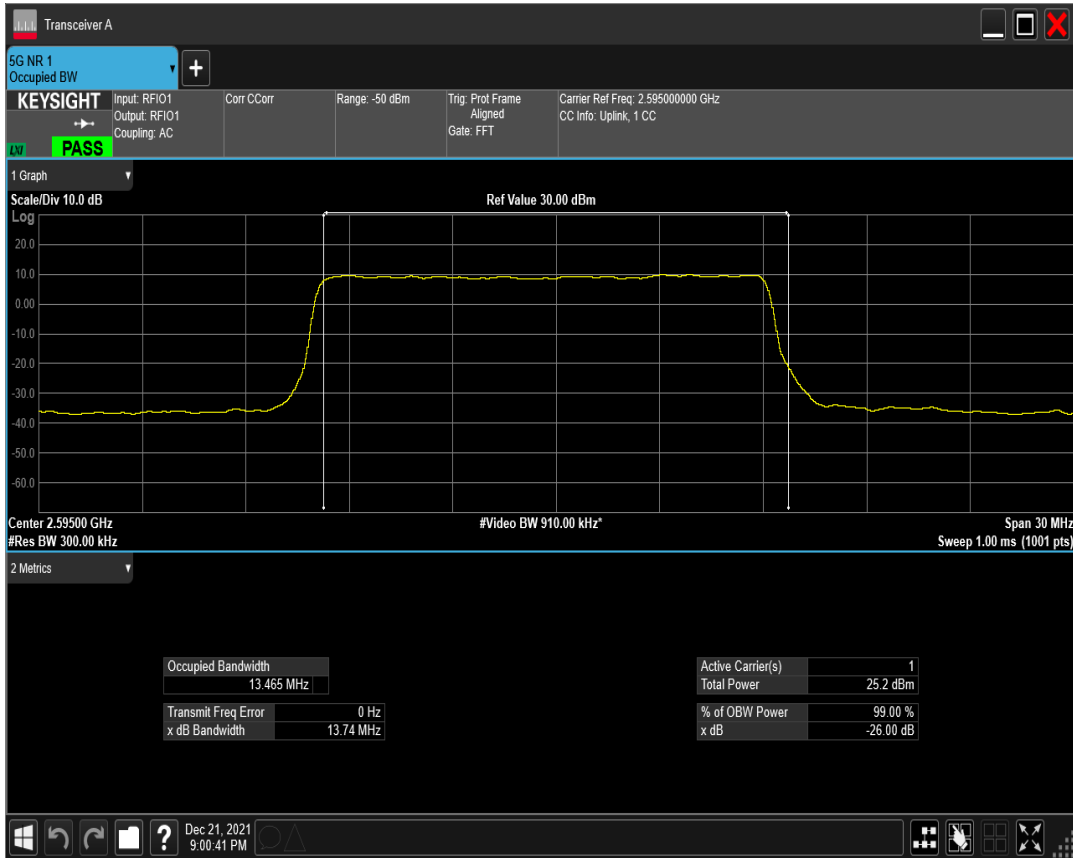 Transceiver A
5G NR 1
Occupied BW
KEYSIGHT
LXI
PASS
Input: RFIO1
Output: RFIO1
Coupling: AC
Corr CCorr
Range: -50 dBm
Trig: Prot Frame
Aligned
Gate: FFT
Carrier Ref Freq: 2.595000000 GHz
CC Info: Uplink, 1 CC
1 Graph
Scale/Div 10.0 dB
Ref Value 30.00 dBm
Log
20.0
10.0
0.00
-10.0
-20.0
-30.0
-40.0
-50.0
-60.0
Center 2.59500 GHz
#Video BW 910.00 kHz*
Span 30 MHz
#Res BW 300.00 kHz
Sweep 1.00 ms (1001 pts)
2 Metrics
Occupied Bandwidth
13.465 MHz
Transmit Freq Error 0 Hz
x dB Bandwidth 13.74 MHz
Active Carrier(s) 1
Total Power 25.2 dBm
% of OBW Power 99.00 %
x dB -26.00 dB
?
Dec 21, 2021
9:00:41 PM